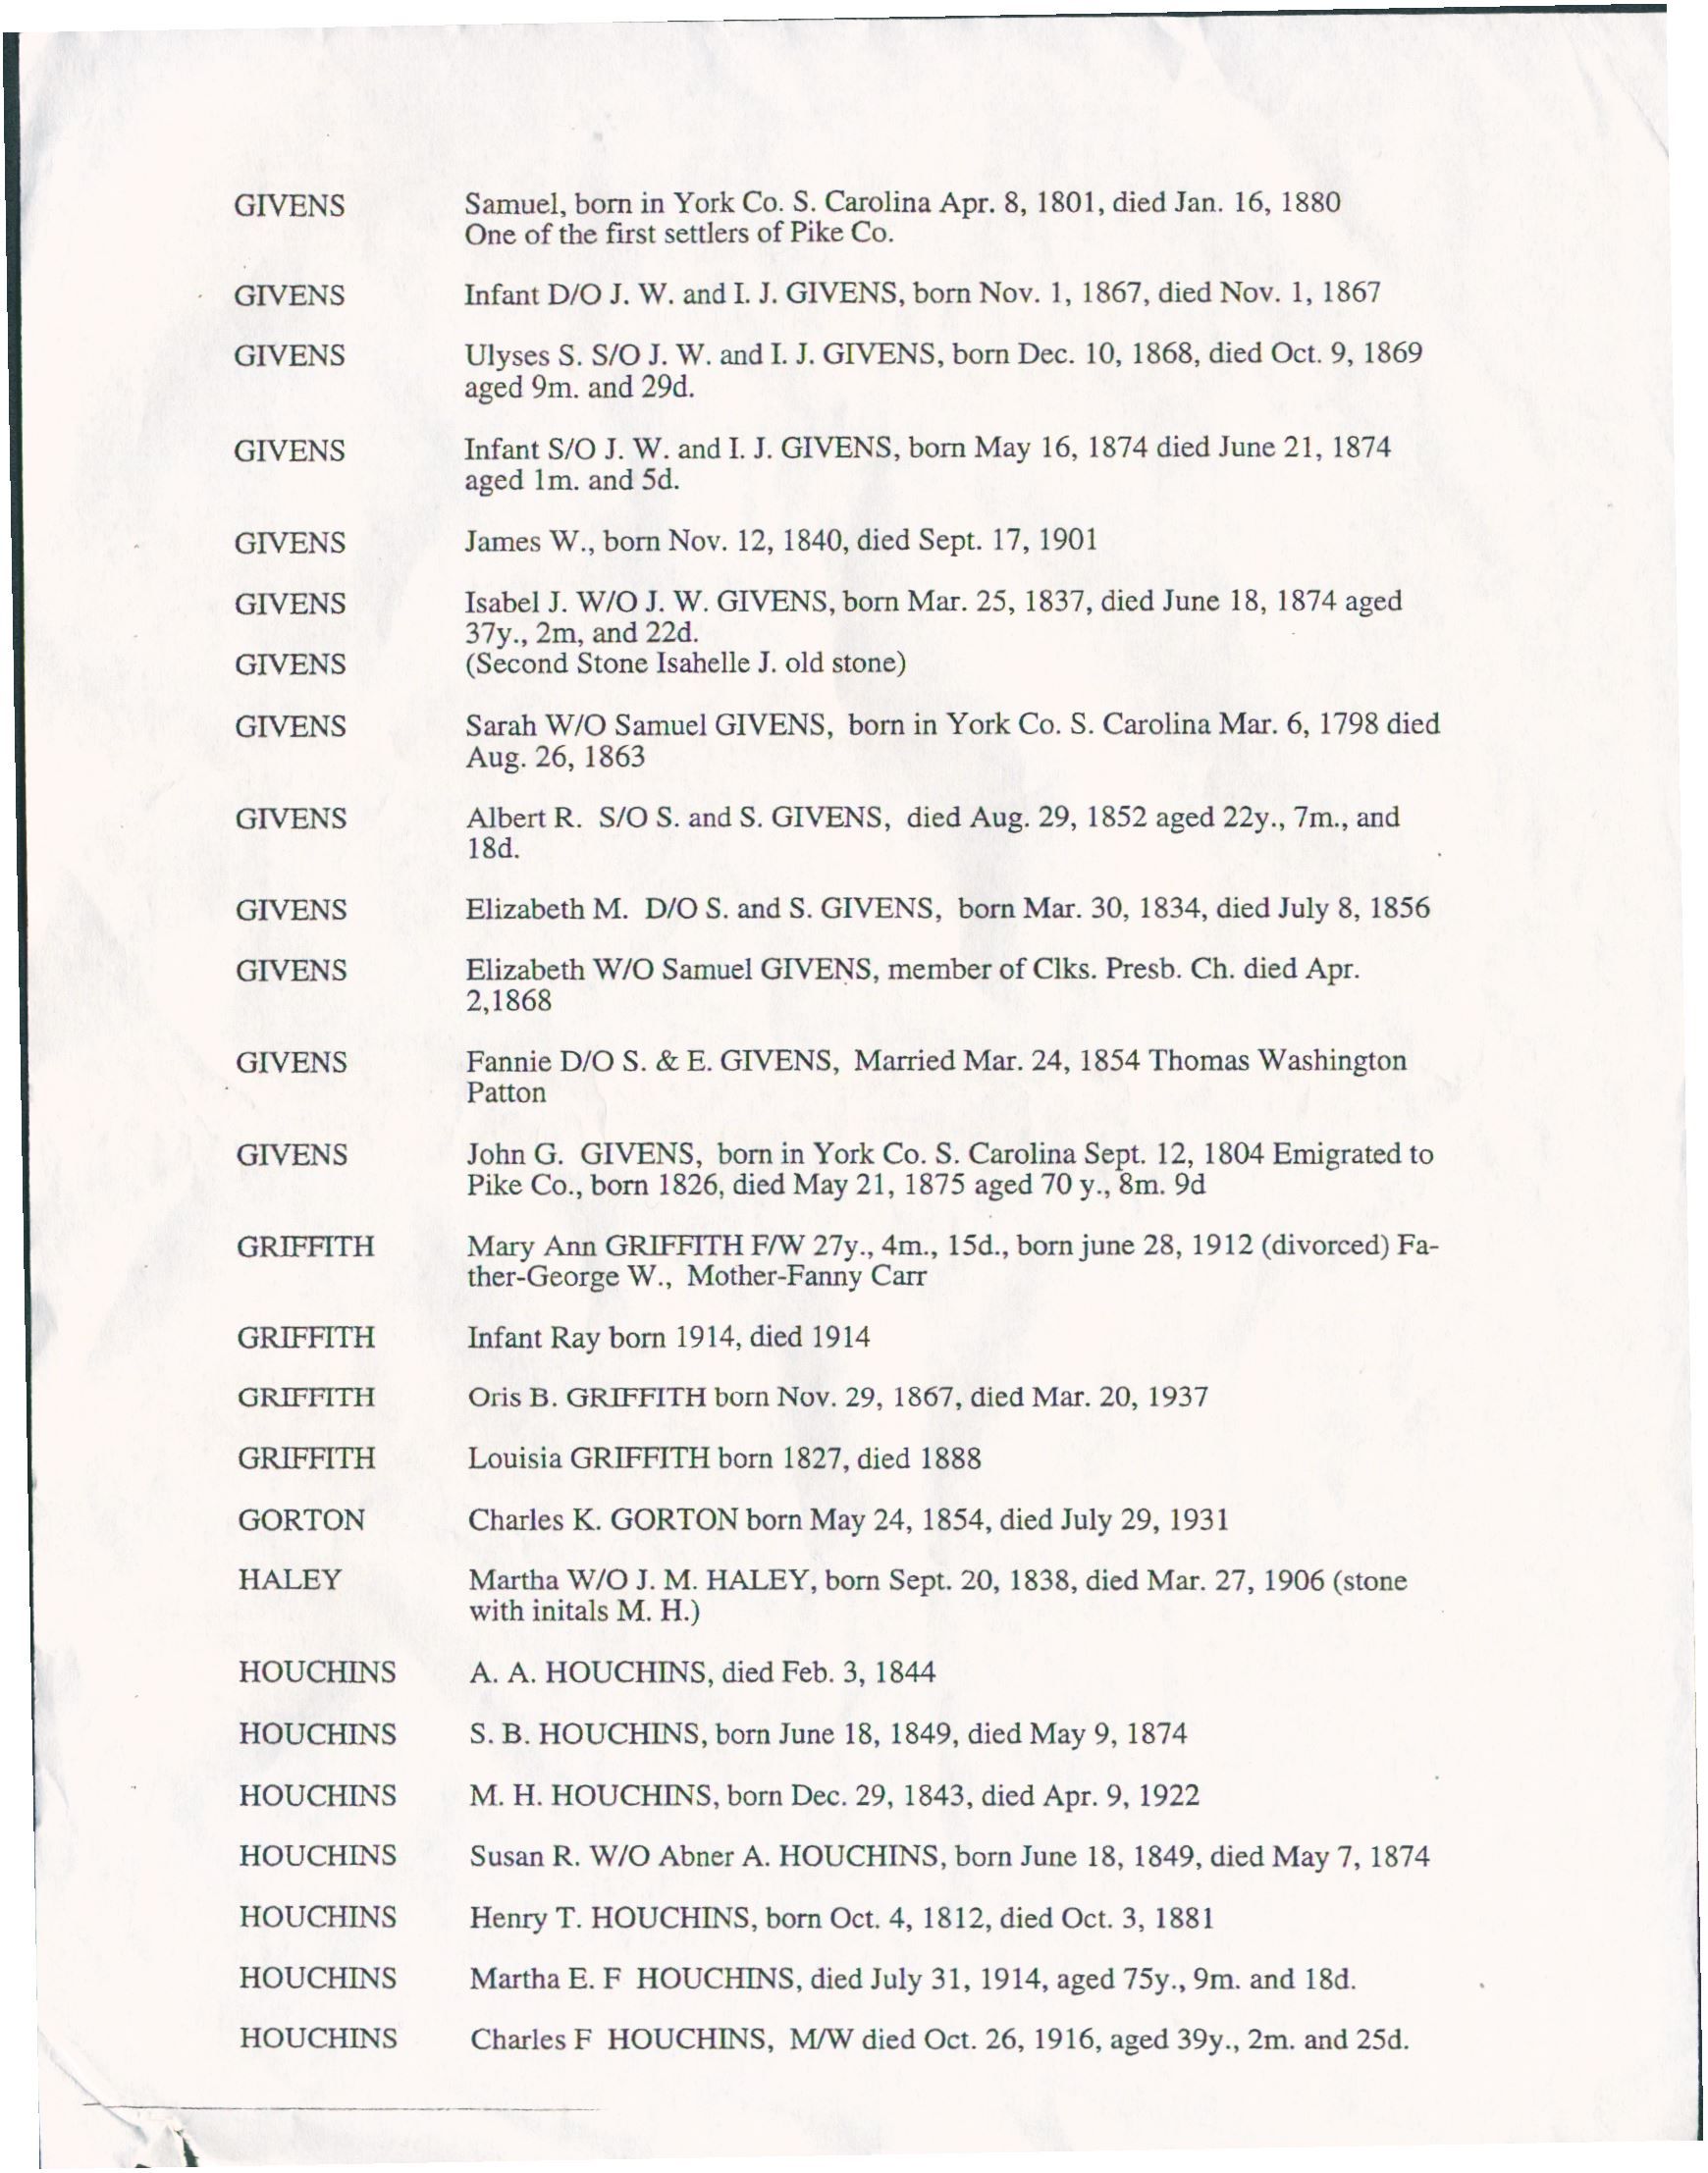 GIVENS Samuel, born in York Co. S. Carolina Apr. 8, 1801, died Jan. 16, 1880
One of the first settlers of Pike Co.
GIVENS Infant D/O J. W. and I. J. GIVENS, born Nov. 1, 1867, died Nov. 1, 1867
GIVENS Ulyses S. S/O J. W. and I. J. GIVENS, born Dec. 10, 1868, died Oct. 9, 1869
aged 9m. and 29d.
GIVENS Infant S/O J. W. and I. J. GIVENS, born May 16, 1874 died June 21, 1874
aged 1m. and 5d.
GIVENS James W., born Nov. 12, 1840, died Sept. 17, 1901
GIVENS Isabel J. W/O J. W. GIVENS, born Mar. 25, 1837, died June 18, 1874 aged
37y., 2m, and 22d.
GIVENS (Second Stone Isahelle J. old stone)
GIVENS Sarah W/O Samuel GIVENS, born in York Co. S. Carolina Mar. 6, 1798 died
Aug. 26, 1863
GIVENS Albert R. S/O S. and S. GIVENS, died Aug. 29, 1852 aged 22y., 7m., and
18d.
GIVENS Elizabeth M. D/O S. and S. GIVENS, born Mar. 30, 1834, died July 8, 1856
GIVENS Elizabeth W/O Samuel GIVENS, member of Clks. Presb. Ch. died Apr.
2,1868
GIVENS Fannie D/O S. & E. GIVENS, Married Mar. 24, 1854 Thomas Washington
Patton
GIVENS John G. GIVENS, born in York Co. S. Carolina Sept. 12, 1804 Emigrated to
Pike Co., born 1826, died May 21, 1875 aged 70 y., 8m. 9d
GRIFFITH Mary Ann GRIFFITH F/W 27y., 4m., 15d., born june 28, 1912 (divorced) Fa-
ther-George W., Mother-Fanny Carr
GRIFFITH Infant Ray born 1914, died 1914
GRIFFITH Oris B. GRIFFITH born Nov. 29, 1867, died Mar. 20, 1937
GRIFFITH Louisia GRIFFITH born 1827, died 1888
GORTON Charles K. GORTON born May 24, 1854, died July 29, 1931
HALEY Martha W/O J. M. HALEY, born Sept. 20, 1838, died Mar. 27, 1906 (stone
with initals M. H.)
HOUCHINS A. A. HOUCHINS, died Feb. 3, 1844
HOUCHINS S. B. HOUCHINS, born June 18, 1849, died May 9, 1874
HOUCHINS M. H. HOUCHINS, born Dec. 29, 1843, died Apr. 9, 1922
HOUCHINS Susan R. W/O Abner A. HOUCHINS, born June 18, 1849, died May 7, 1874
HOUCHINS Henry T. HOUCHINS, born Oct. 4, 1812, died Oct. 3, 1881
HOUCHINS Martha E. F HOUCHINS, died July 31, 1914, aged 75y., 9m. and 18d.
HOUCHINS Charles F HOUCHINS, M/W died Oct. 26, 1916, aged 39y., 2m. and 25d.